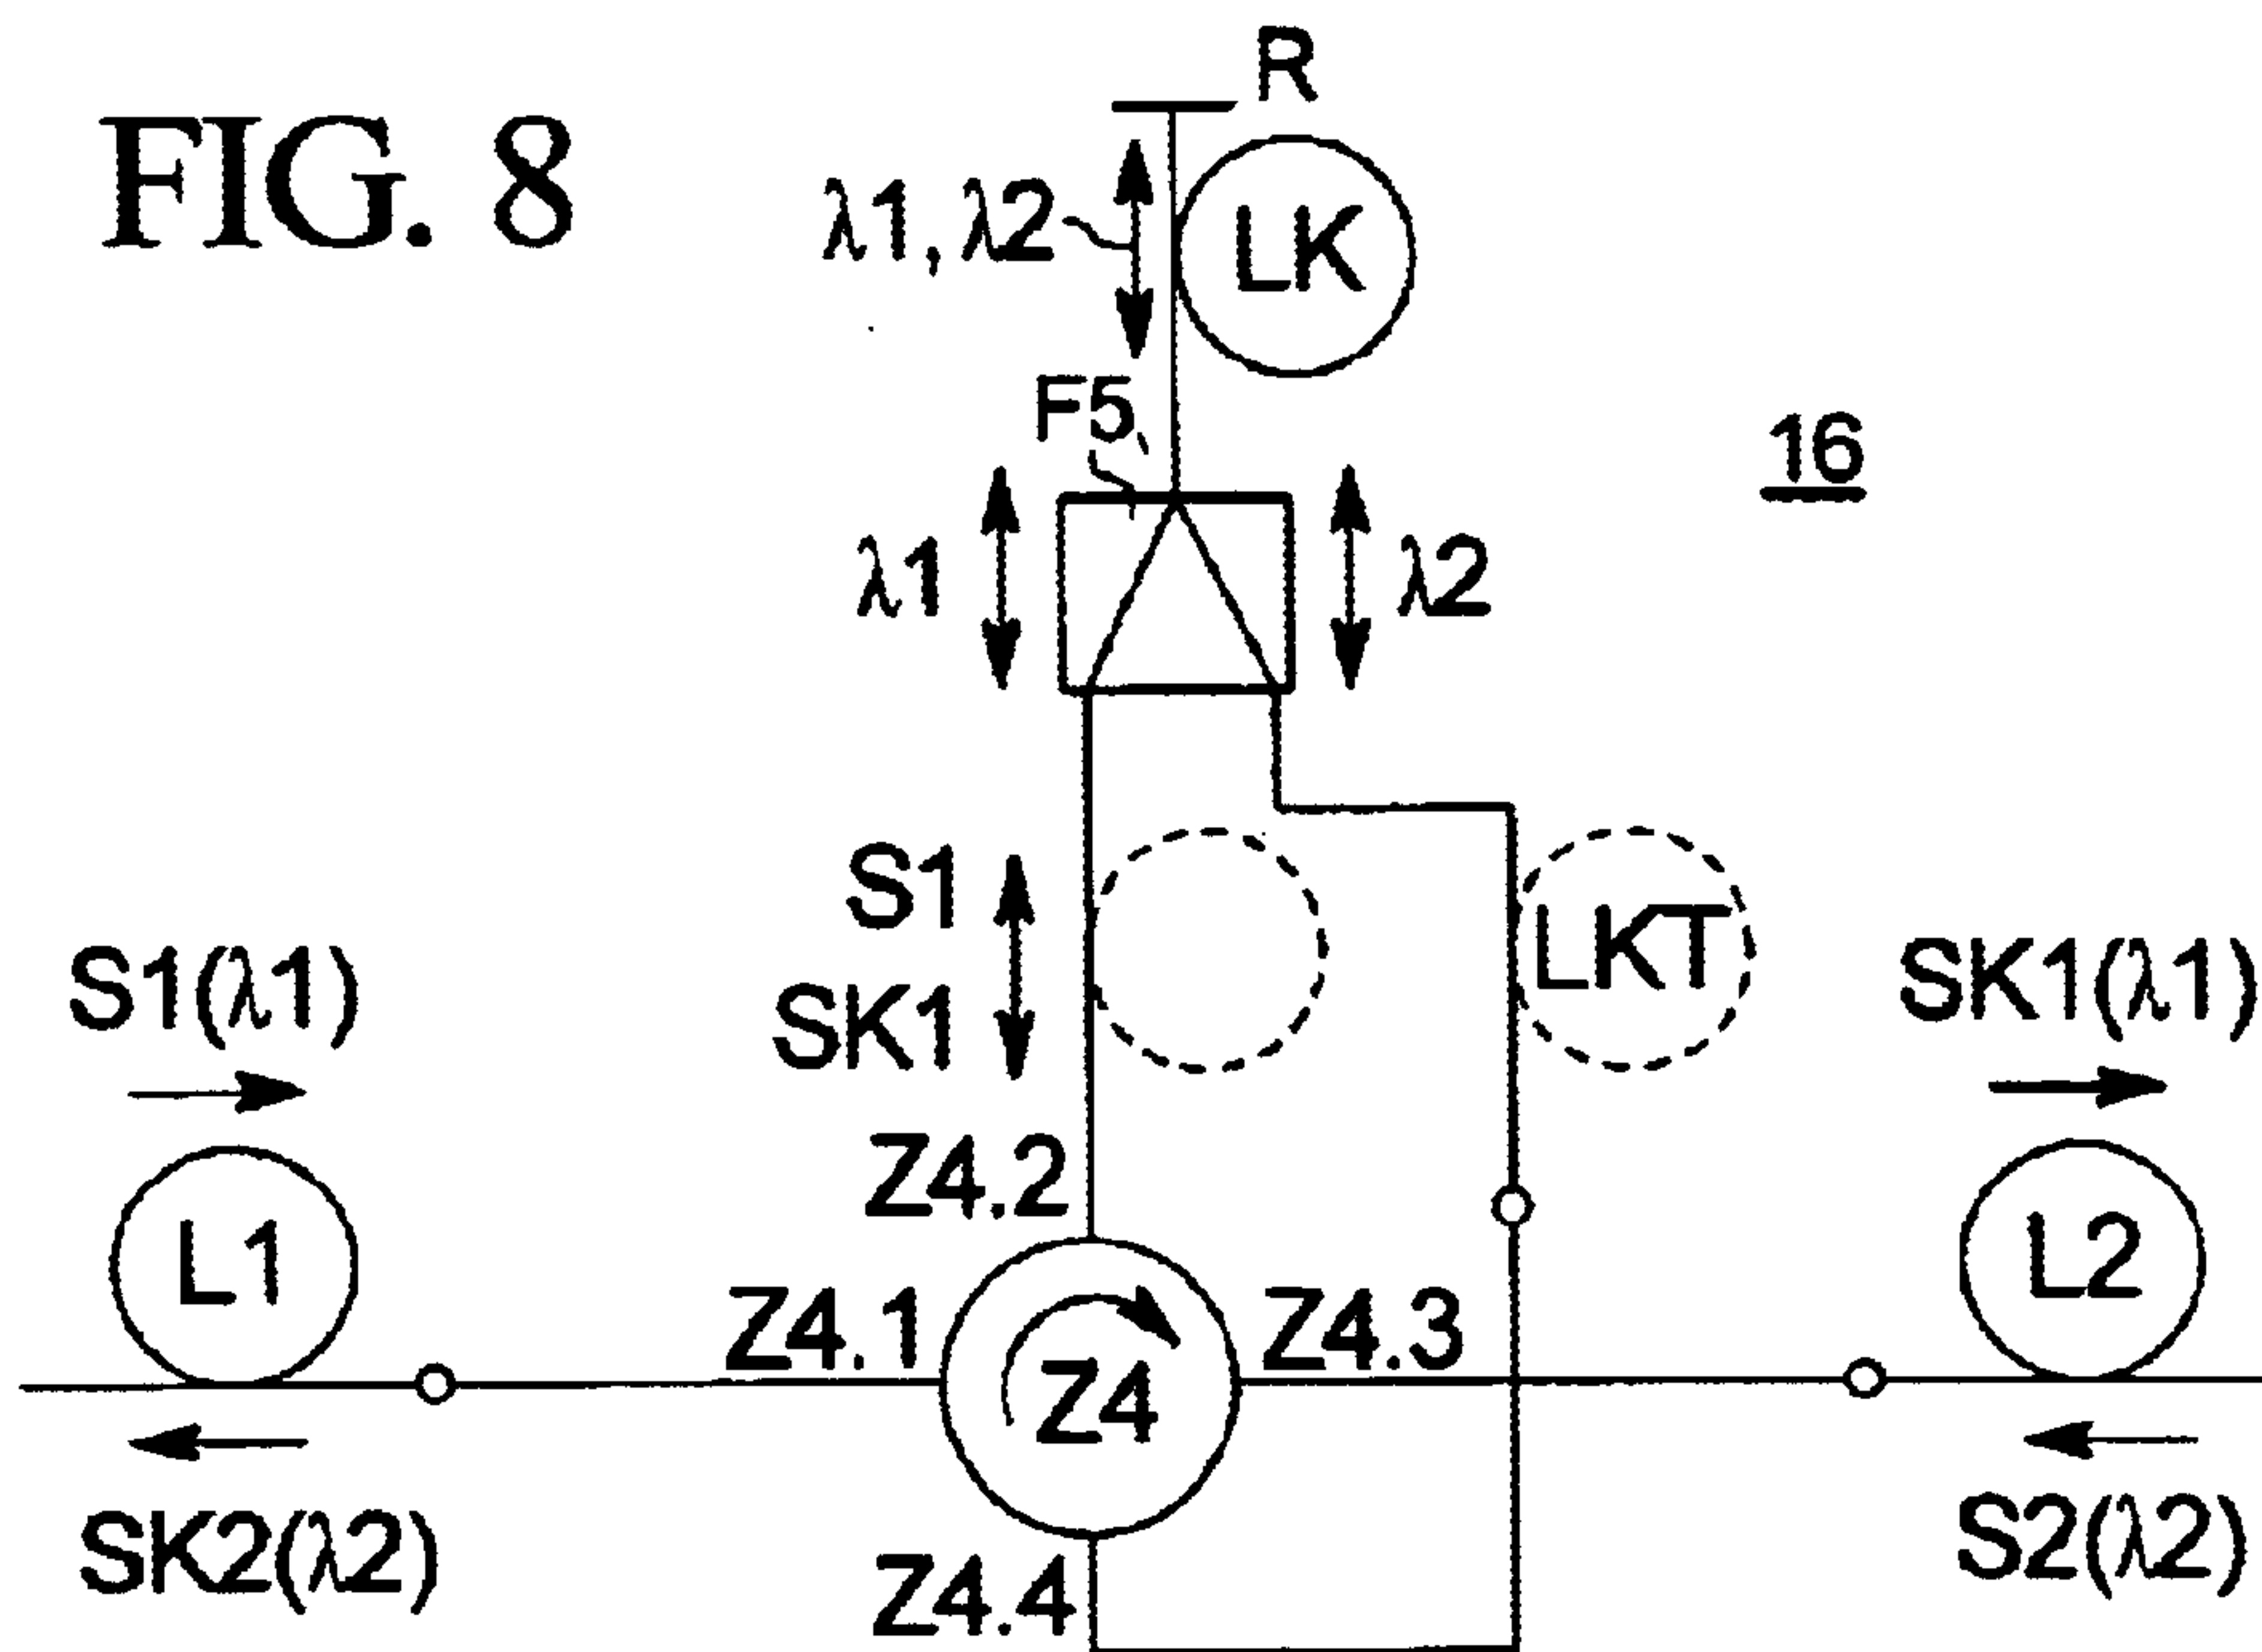 FIG. 8
R
λ1, λ2
LK
F5
16
λ1
λ2
S1
SK1
LKT
S1(λ1)
SK1(λ1)
Z4.2
L1
L2
Z4.1
Z4.3
Z4
SK2(λ2)
S2(λ2)
Z4.4